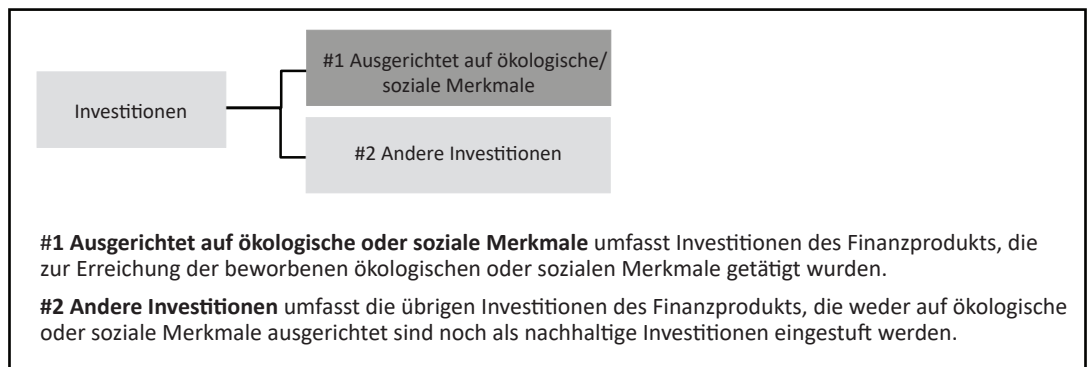 #1 Ausgerichtet auf ökologische/
soziale Merkmale
Investitionen
#2 Andere Investitionen
#1 Ausgerichtet auf ökologische oder soziale Merkmale umfasst Investitionen des Finanzprodukts, die
zur Erreichung der beworbenen ökologischen oder sozialen Merkmale getätigt wurden.
#2 Andere Investitionen umfasst die übrigen Investitionen des Finanzprodukts, die weder auf ökologische
oder soziale Merkmale ausgerichtet sind noch als nachhaltige Investitionen eingestuft werden.